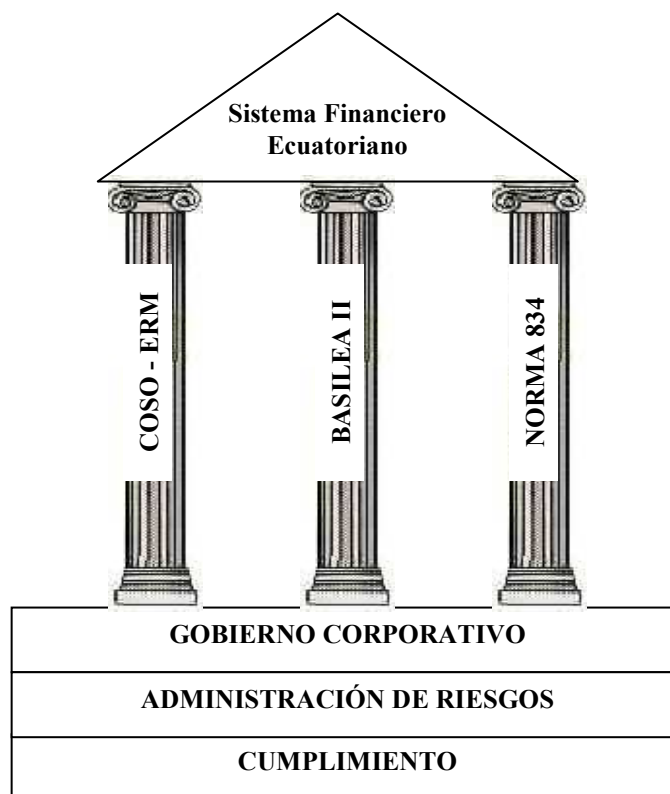 Sistema Financiero
Ecuatoriano
COSO - ERM
BASILEA II
NORMA 834
GOBIERNO CORPORATIVO
ADMINISTRACIÓN DE RIESGOS
CUMPLIMIENTO